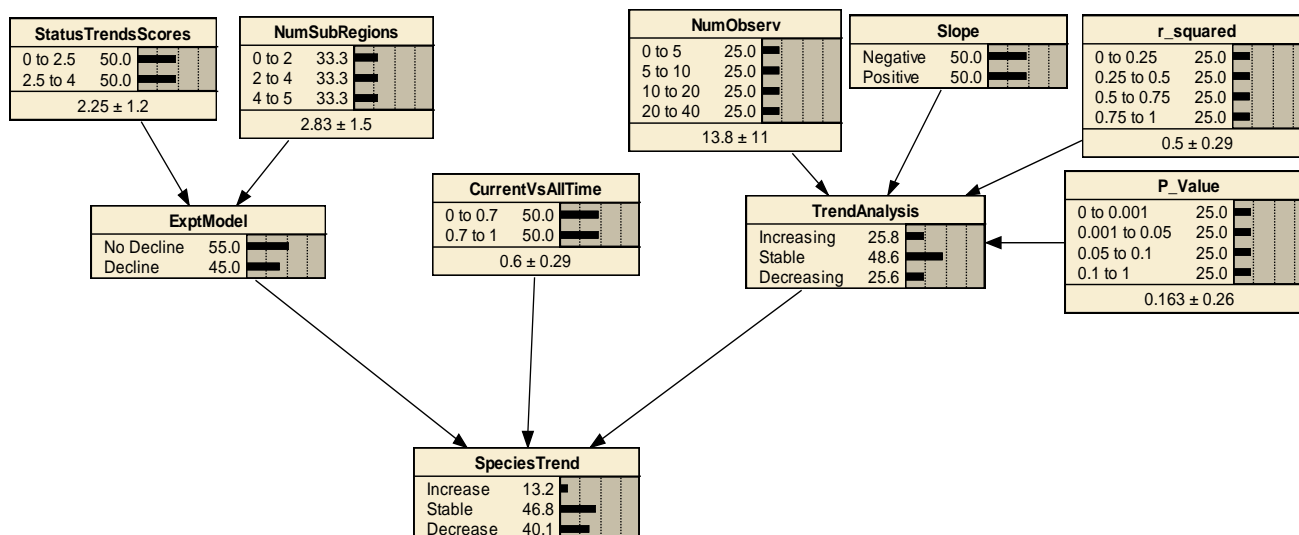 StatusTrendsScores
0 to 2.5 50.0
2.5 to 4 50.0
2.25 ± 1.2
NumSubRegions
0 to 2 33.3
2 to 4 33.3
4 to 5 33.3
2.83 ± 1.5
NumObserv
0 to 5 25.0
5 to 10 25.0
10 to 20 25.0
20 to 40 25.0
13.8 ± 11
Slope
Negative 50.0
Positive 50.0
r_squared
0 to 0.25 25.0
0.25 to 0.5 25.0
0.5 to 0.75 25.0
0.75 to 1 25.0
0.5 ± 0.29
ExptModel
No Decline 55.0
Decline 45.0
CurrentVsAllTime
0 to 0.7 50.0
0.7 to 1 50.0
0.6 ± 0.29
TrendAnalysis
Increasing 25.8
Stable 48.6
Decreasing 25.6
P_Value
0 to 0.001 25.0
0.001 to 0.05 25.0
0.05 to 0.1 25.0
0.1 to 1 25.0
0.163 ± 0.26
SpeciesTrend
Increase 13.2
Stable 46.8
Decrease 40.1